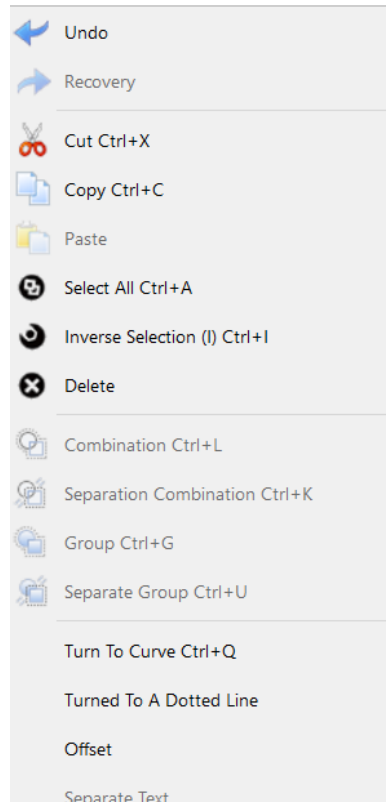 Undo
Recovery
Cut Ctrl+X
Copy Ctrl+C
Paste
Select All Ctrl+A
Inverse Selection (I) Ctrl+I
Delete
Combination Ctrl+L
Separation Combination Ctrl+K
Group Ctrl+G
Separate Group Ctrl+U
Turn To Curve Ctrl+Q
Turned To A Dotted Line
Offset
Separate Text